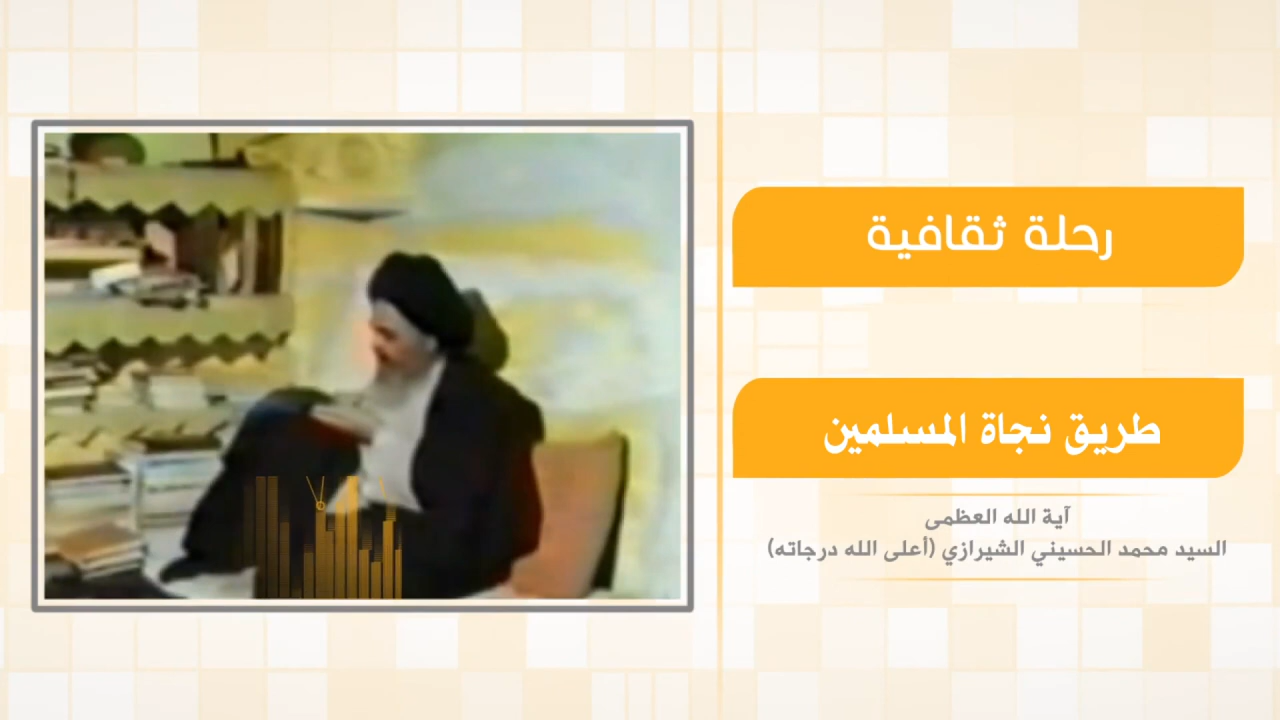 رحلة ثقافية
طريق نجاة المسلمين
آية الله العظمى
السيد محمد الحسيني الشيرازي (أعلى الله درجاته)